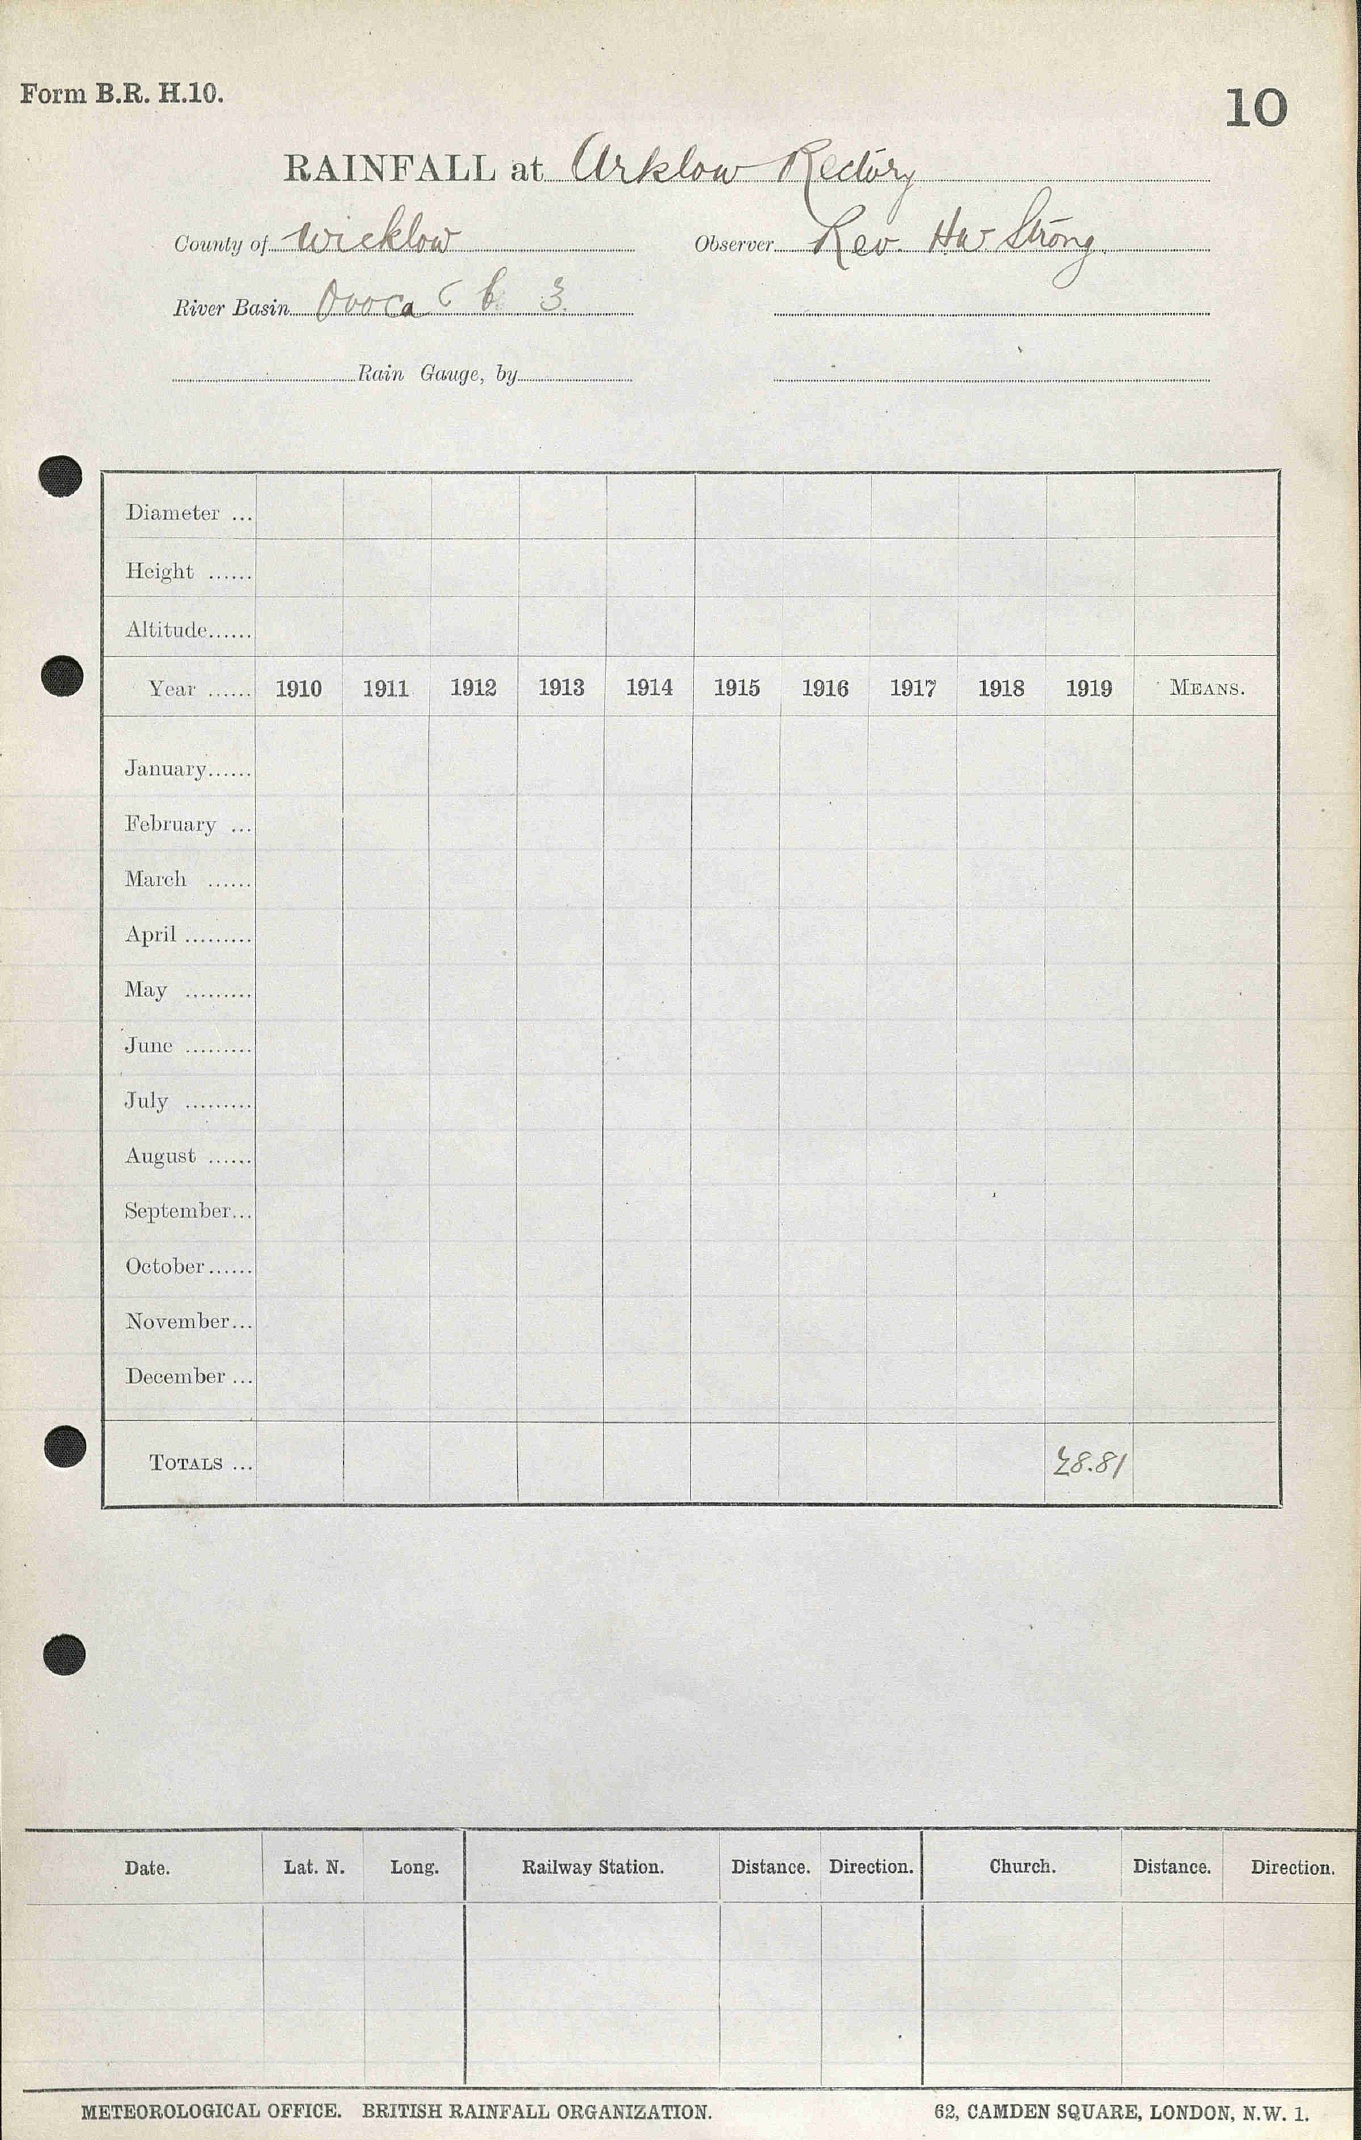 Form B.R. H.10.
10
RAINFALL at Arklow Rectory
County of Wicklow Observer Rev. HW Strong
River Basin Ovoca 6 b 3.
Rain Gauge, by
Diameter ...
Height ......
Altitude......
Year ...... 1910 1911 1912 1913 1914 1915 1916 1917 1918 1919 MEANS.
January......
February ...
March ......
April .........
May .........
June .........
July .........
August ......
September...
October......
November...
December ...
TOTALS ... 28.81
Date. Lat. N. Long. Railway Station. Distance. Direction. Church. Distance. Direction.
METEOROLOGICAL OFFICE. BRITISH RAINFALL ORGANIZATION. 62, CAMDEN SQUARE, LONDON, N.W. 1.